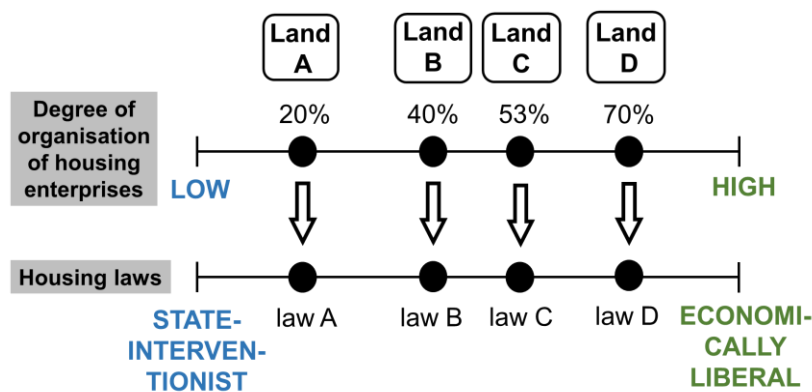 Land
A
Land
B
Land
C
Land
D
Degree of
organisation
of housing
enterprises
20%
40%
53%
70%
LOW
HIGH
Housing laws
law A
law B
law C
law D
STATE-
INTERVEN-
TIONIST
ECONOMI-
CALLY
LIBERAL